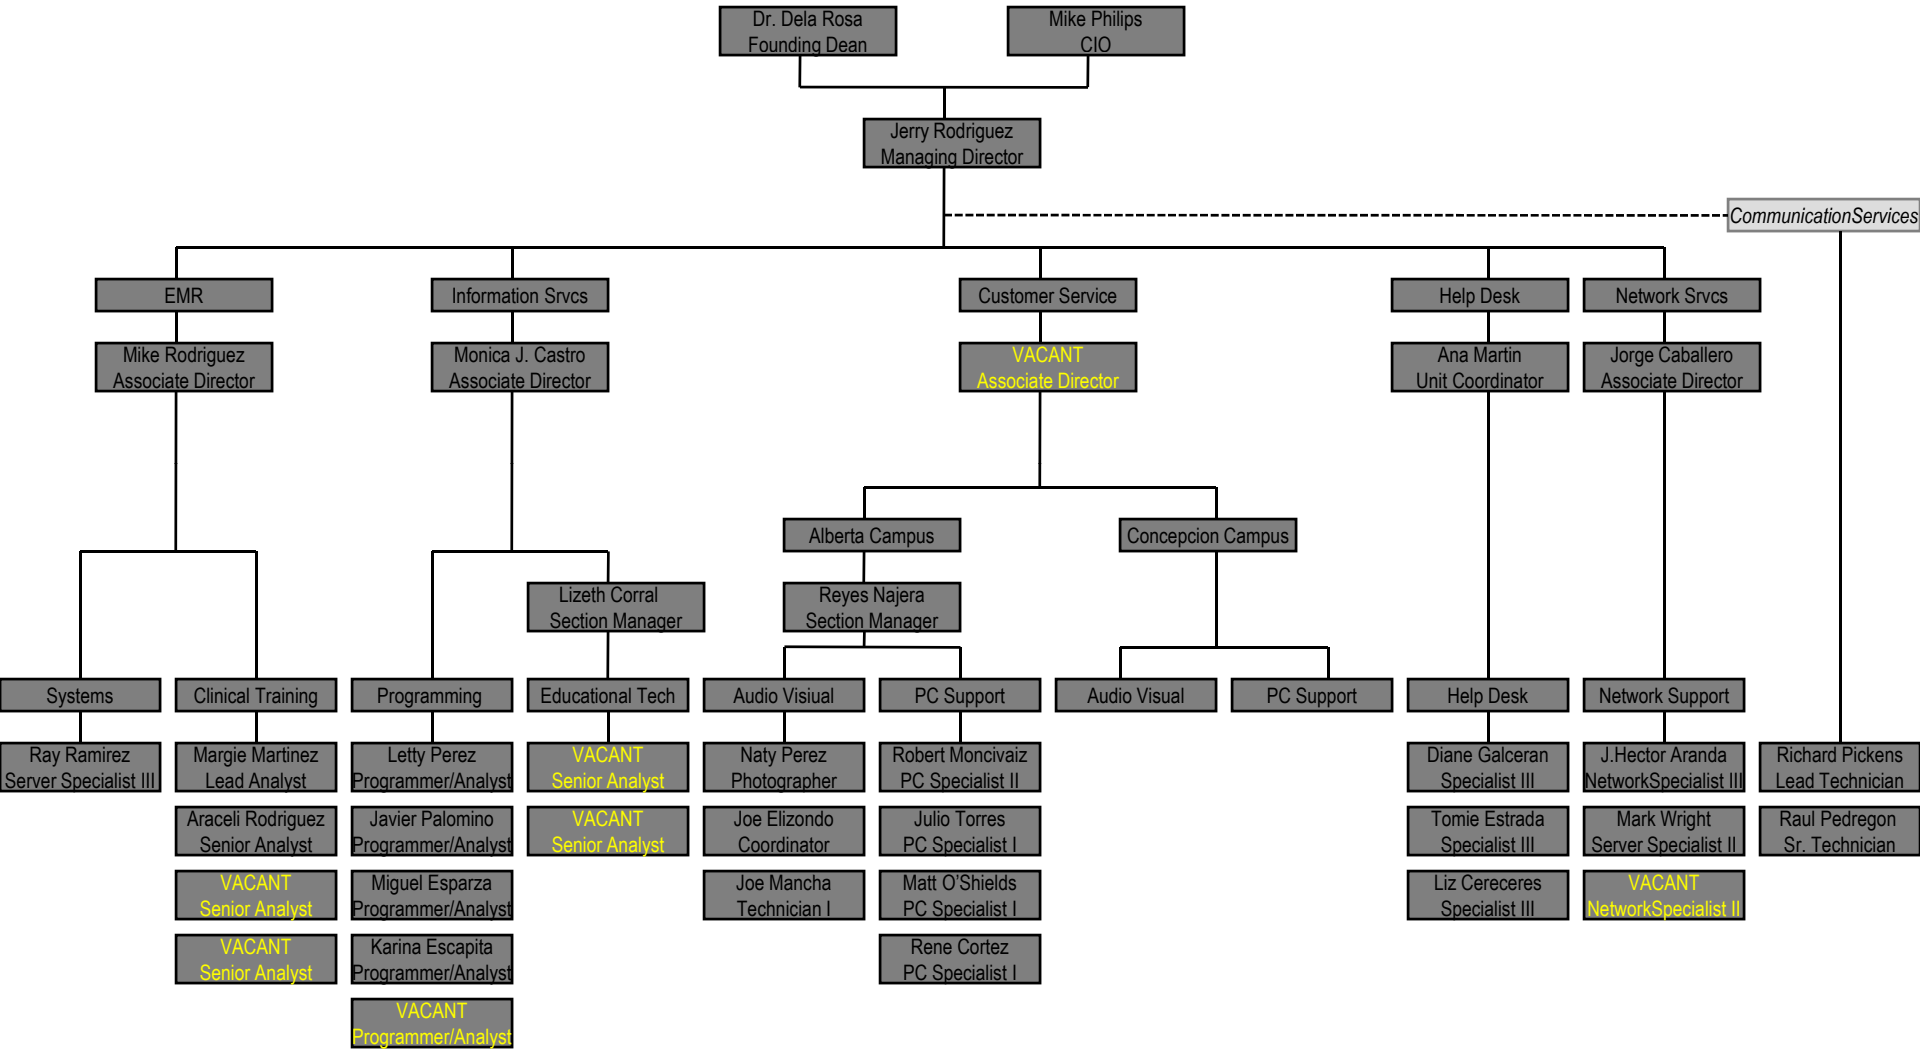 Dr. Dela Rosa
Founding Dean
Mike Philips
CIO
Jerry Rodriguez
Managing Director
CommunicationServices
EMR
Information Srvcs
Customer Service
Help Desk
Network Srvcs
Mike Rodriguez
Associate Director
Monica J. Castro
Associate Director
VACANT
Associate Director
Ana Martin
Unit Coordinator
Jorge Caballero
Associate Director
Alberta Campus
Concepcion Campus
Lizeth Corral
Section Manager
Reyes Najera
Section Manager
Systems
Clinical Training
Programming
Educational Tech
Audio Visiual
PC Support
Audio Visual
PC Support
Help Desk
Network Support
Ray Ramirez
Server Specialist III
Margie Martinez
Lead Analyst
Letty Perez
Programmer/Analyst
VACANT
Senior Analyst
Naty Perez
Photographer
Robert Moncivaiz
PC Specialist II
Diane Galceran
Specialist III
J.Hector Aranda
NetworkSpecialist III
Richard Pickens
Lead Technician
Araceli Rodriguez
Senior Analyst
Javier Palomino
Programmer/Analyst
VACANT
Senior Analyst
Joe Elizondo
Coordinator
Julio Torres
PC Specialist I
Tomie Estrada
Specialist III
Mark Wright
Server Specialist II
Raul Pedregon
Sr. Technician
VACANT
Senior Analyst
Miguel Esparza
Programmer/Analyst
Joe Mancha
Technician I
Matt O'Shields
PC Specialist I
Liz Cereceres
Specialist III
VACANT
NetworkSpecialist II
VACANT
Senior Analyst
Karina Escapita
Programmer/Analyst
Rene Cortez
PC Specialist I
VACANT
Programmer/Analyst